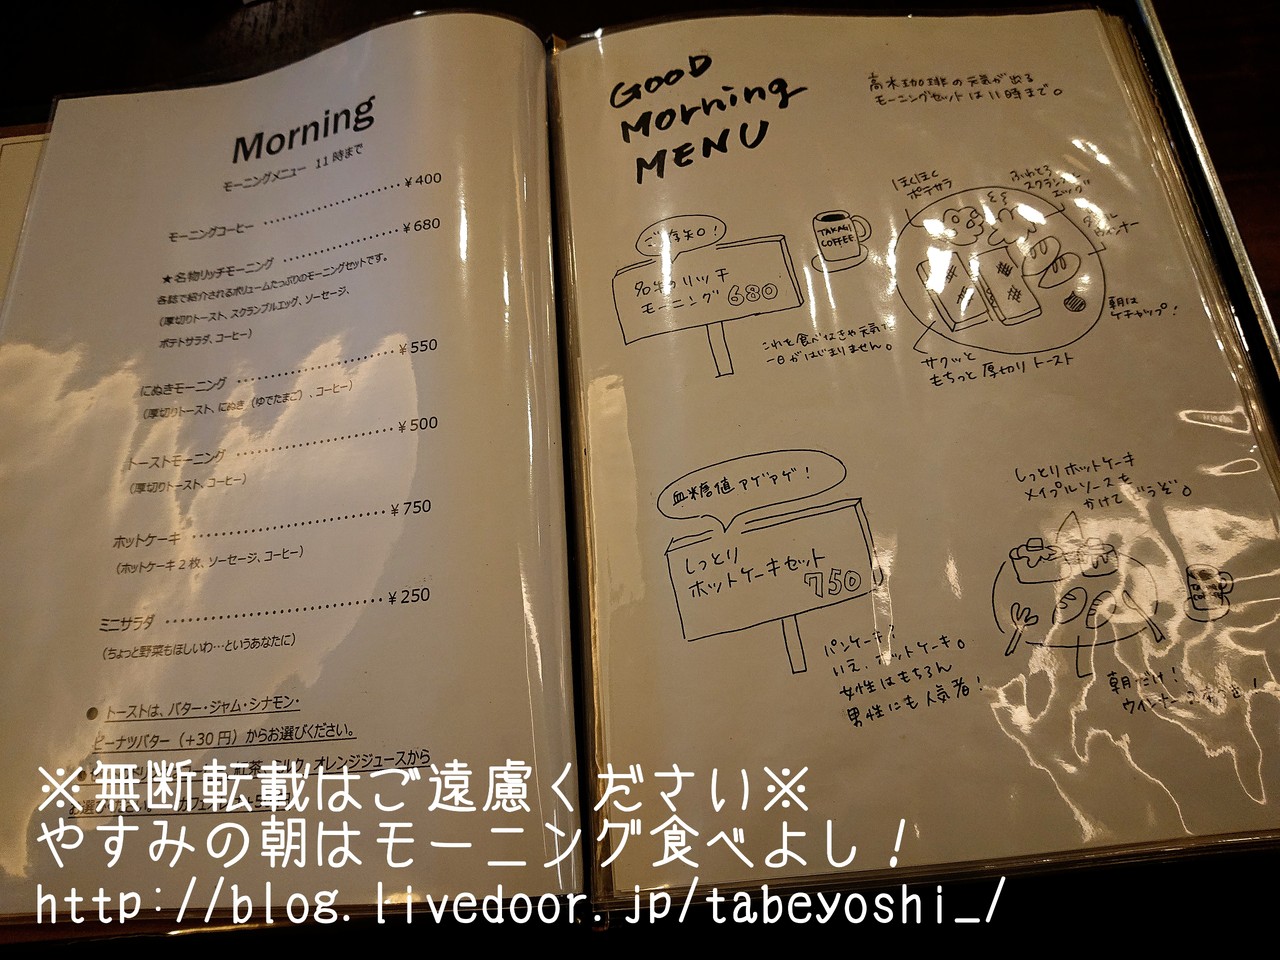 Morning
モーニングメニュー 11時まで
モーニングコーヒー ¥400
★名物リッチモーニング ¥680
各誌で紹介されるボリュームたっぷりのモーニングセットです。
(厚切りトースト、スクランブルエッグ、ソーセージ、
ポテトサラダ、コーヒー)
にぬきモーニング ¥550
(厚切りトースト、にぬき(ゆでたまご)、コーヒー)
トーストモーニング ¥500
(厚切りトースト、コーヒー)
ホットケーキ ¥750
(ホットケーキ2枚、ソーセージ、コーヒー)
ミニサラダ ¥250
(ちょっと野菜もほしいわ…というあなたに)
●トーストは、バター・ジャム・シナモン・
ピーナツバター(+30円)からお選びください。
紅茶、ミルク、オレンジジュースから
GOOD
Morning
MENU
高木珈琲の元気が出る
モーニングセットは11時まで。
ほくほく
ポテサラ
ふわとろ
スクランブル
エッグ
ご存知!
名物リッチ
モーニング 680
TAKAGI
COFFEE
これを食べなきゃ元気で
一日がはじまりません。
朝は
ケチャップ!
サクッと
もちっと厚切りトースト
血糖値アゲアゲ!
しっとり
ホットケーキセット
750
しっとりホットケーキ
メイプルソースを
かけてどうぞ。
パンケーキ?
いえ、ホットケーキ。
女性はもちろん
男性にも人気者!
朝だけ!
ウインナー
※無断転載はご遠慮ください※
やすみの朝はモーニング食べよし!
http://blog.livedoor.jp/tabeyoshi_/